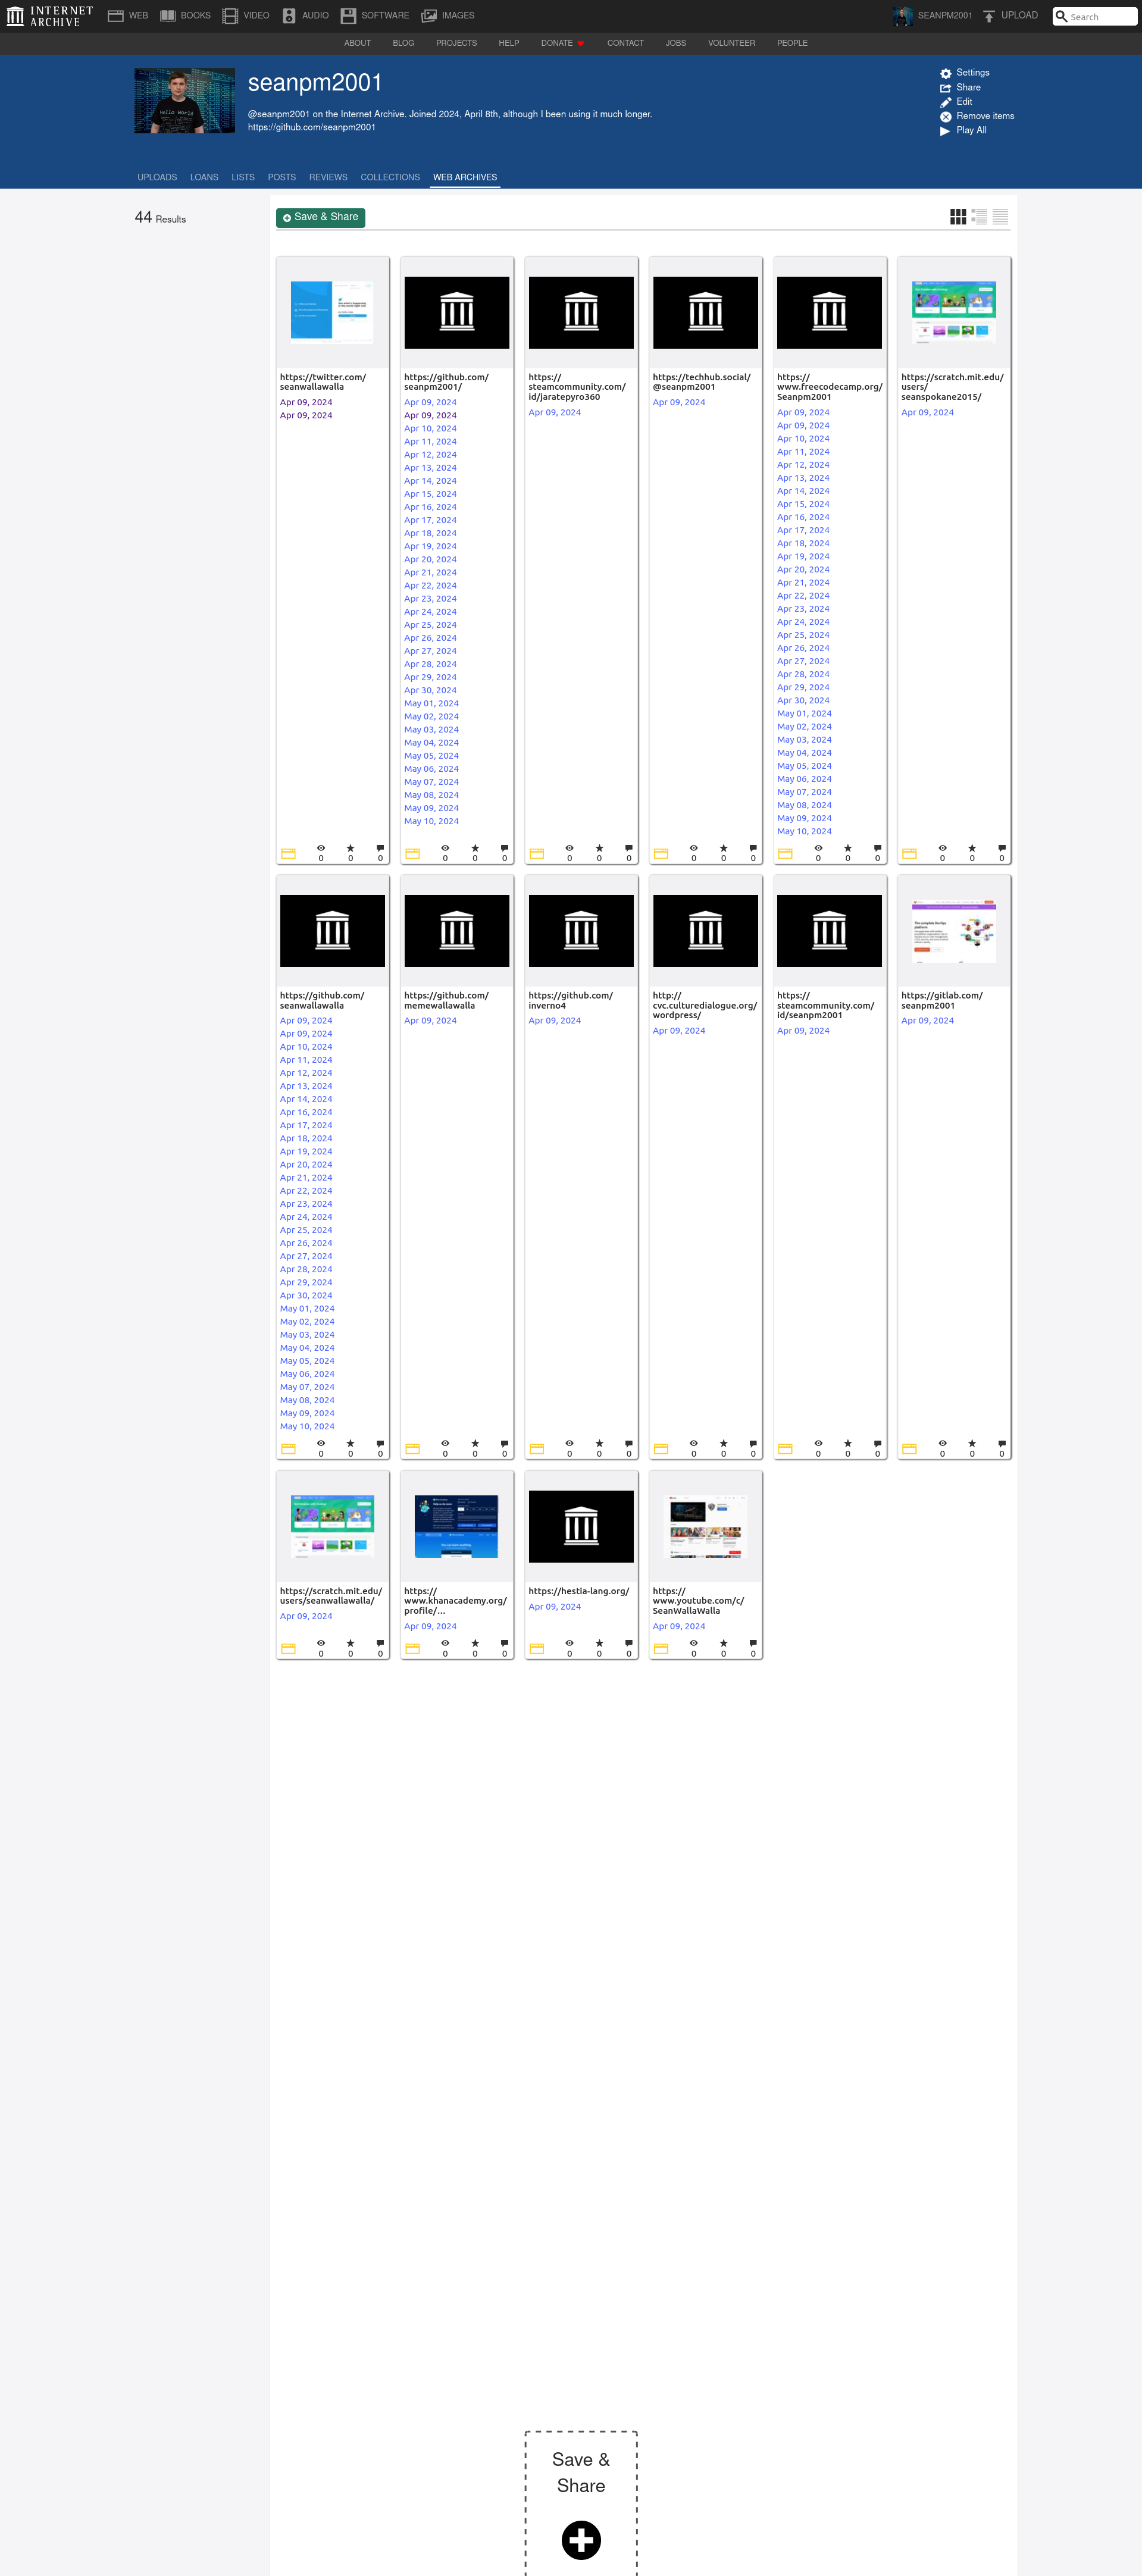 INTERNET ARCHIVE
WEB
BOOKS
VIDEO
AUDIO
SOFTWARE
IMAGES
SEANPM2001
UPLOAD
Search
ABOUT
BLOG
PROJECTS
HELP
DONATE
CONTACT
JOBS
VOLUNTEER
PEOPLE
Hello World
seanpm2001
@seanpm2001 on the Internet Archive. Joined 2024, April 8th, although I been using it much longer.
https://github.com/seanpm2001
Settings
Share
Edit
Remove items
Play All
UPLOADS
LOANS
LISTS
POSTS
REVIEWS
COLLECTIONS
WEB ARCHIVES
44 Results
Save & Share
https://twitter.com/
seanwallawalla
Apr 09, 2024
Apr 09, 2024
0 0 0
https://github.com/
seanpm2001/
Apr 09, 2024
Apr 09, 2024
Apr 10, 2024
Apr 11, 2024
Apr 12, 2024
Apr 13, 2024
Apr 14, 2024
Apr 15, 2024
Apr 16, 2024
Apr 17, 2024
Apr 18, 2024
Apr 19, 2024
Apr 20, 2024
Apr 21, 2024
Apr 22, 2024
Apr 23, 2024
Apr 24, 2024
Apr 25, 2024
Apr 26, 2024
Apr 27, 2024
Apr 28, 2024
Apr 29, 2024
Apr 30, 2024
May 01, 2024
May 02, 2024
May 03, 2024
May 04, 2024
May 05, 2024
May 06, 2024
May 07, 2024
May 08, 2024
May 09, 2024
May 10, 2024
0 0 0
https://
steamcommunity.com/
id/jaratepyro360
Apr 09, 2024
0 0 0
https://techhub.social/
@seanpm2001
Apr 09, 2024
0 0 0
https://
www.freecodecamp.org/
Seanpm2001
Apr 09, 2024
Apr 09, 2024
Apr 10, 2024
Apr 11, 2024
Apr 12, 2024
Apr 13, 2024
Apr 14, 2024
Apr 15, 2024
Apr 16, 2024
Apr 17, 2024
Apr 18, 2024
Apr 19, 2024
Apr 20, 2024
Apr 21, 2024
Apr 22, 2024
Apr 23, 2024
Apr 24, 2024
Apr 25, 2024
Apr 26, 2024
Apr 27, 2024
Apr 28, 2024
Apr 29, 2024
Apr 30, 2024
May 01, 2024
May 02, 2024
May 03, 2024
May 04, 2024
May 05, 2024
May 06, 2024
May 07, 2024
May 08, 2024
May 09, 2024
May 10, 2024
0 0 0
https://scratch.mit.edu/
users/
seanspokane2015/
Apr 09, 2024
0 0 0
https://github.com/
seanwallawalla
Apr 09, 2024
Apr 09, 2024
Apr 10, 2024
Apr 11, 2024
Apr 12, 2024
Apr 13, 2024
Apr 14, 2024
Apr 16, 2024
Apr 17, 2024
Apr 18, 2024
Apr 19, 2024
Apr 20, 2024
Apr 21, 2024
Apr 22, 2024
Apr 23, 2024
Apr 24, 2024
Apr 25, 2024
Apr 26, 2024
Apr 27, 2024
Apr 28, 2024
Apr 29, 2024
Apr 30, 2024
May 01, 2024
May 02, 2024
May 03, 2024
May 04, 2024
May 05, 2024
May 06, 2024
May 07, 2024
May 08, 2024
May 09, 2024
May 10, 2024
0 0 0
https://github.com/
memewallawalla
Apr 09, 2024
0 0 0
https://github.com/
inverno4
Apr 09, 2024
0 0 0
http://
cvc.culturedialogue.org/
wordpress/
Apr 09, 2024
0 0 0
https://
steamcommunity.com/
id/seanpm2001
Apr 09, 2024
0 0 0
https://gitlab.com/
seanpm2001
Apr 09, 2024
0 0 0
https://scratch.mit.edu/
users/seanwallawalla/
Apr 09, 2024
0 0 0
https://
www.khanacademy.org/
profile/...
Apr 09, 2024
0 0 0
https://hestia-lang.org/
Apr 09, 2024
0 0 0
https://
www.youtube.com/c/
SeanWallaWalla
Apr 09, 2024
0 0 0
Save &
Share